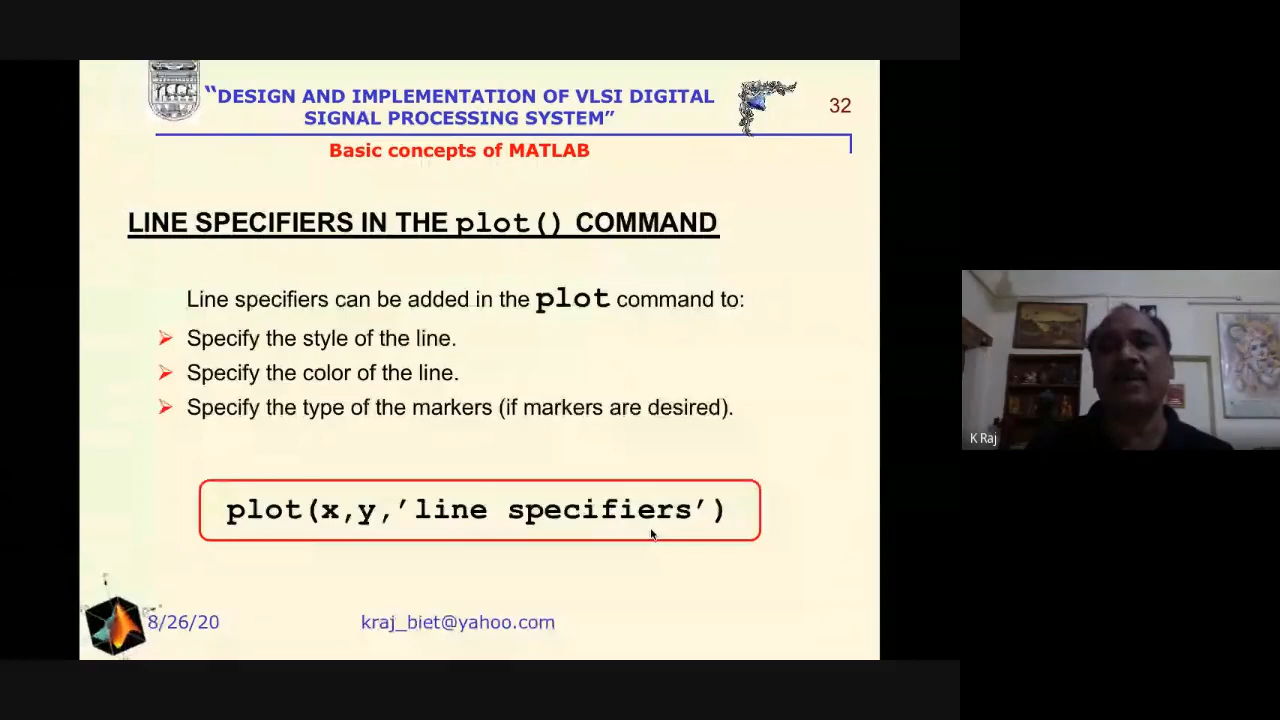 “DESIGN AND IMPLEMENTATION OF VLSI DIGITAL
SIGNAL PROCESSING SYSTEM”
32
Basic concepts of MATLAB
LINE SPECIFIERS IN THE plot() COMMAND
Line specifiers can be added in the plot command to:
Specify the style of the line.
Specify the color of the line.
Specify the type of the markers (if markers are desired).
plot(x,y,’line specifiers’)
8/26/20
kraj_biet@yahoo.com
K Raj